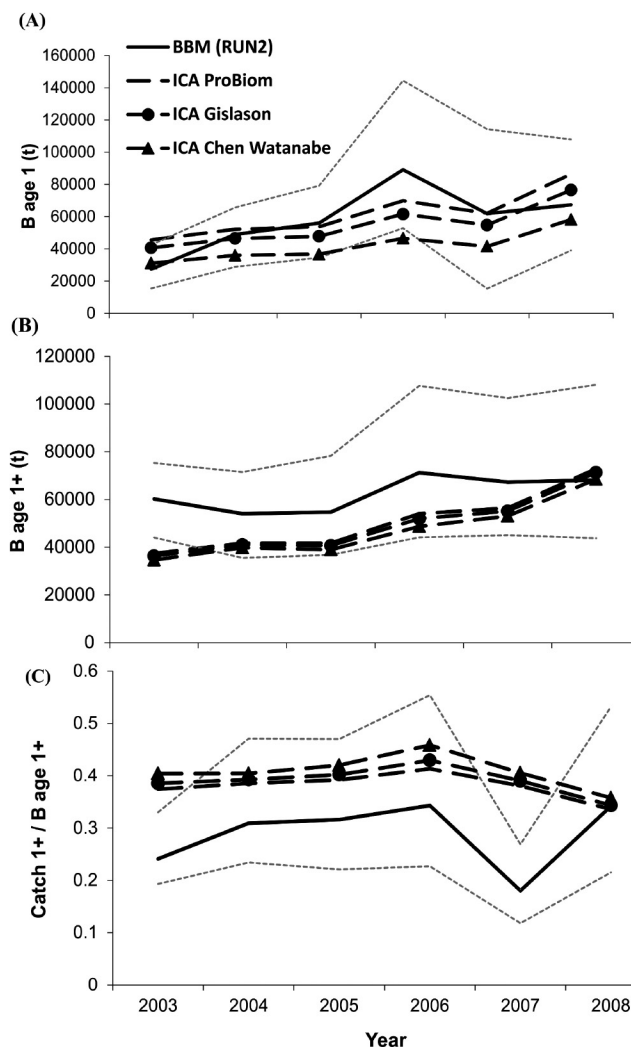 (A)
B age 1 (t)
160000
140000
120000
100000
80000
60000
40000
20000
0
BBM (RUN2)
ICA ProBiom
ICA Gislason
ICA Chen Watanabe
(B)
B age 1+ (t)
120000
100000
80000
60000
40000
20000
0
(C)
Catch 1+ / B age 1+
0.6
0.5
0.4
0.3
0.2
0.1
0
2003 2004 2005 2006 2007 2008
Year